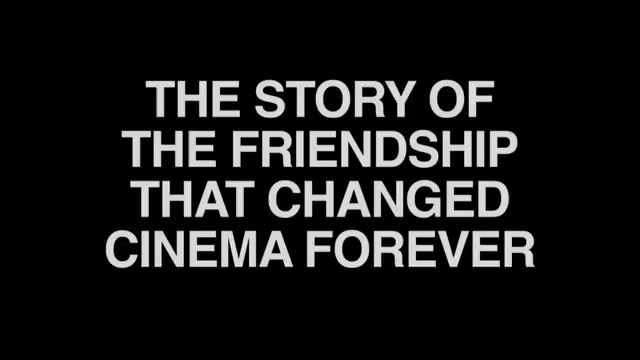 THE STORY OF
THE FRIENDSHIP
THAT CHANGED
CINEMA FOREVER